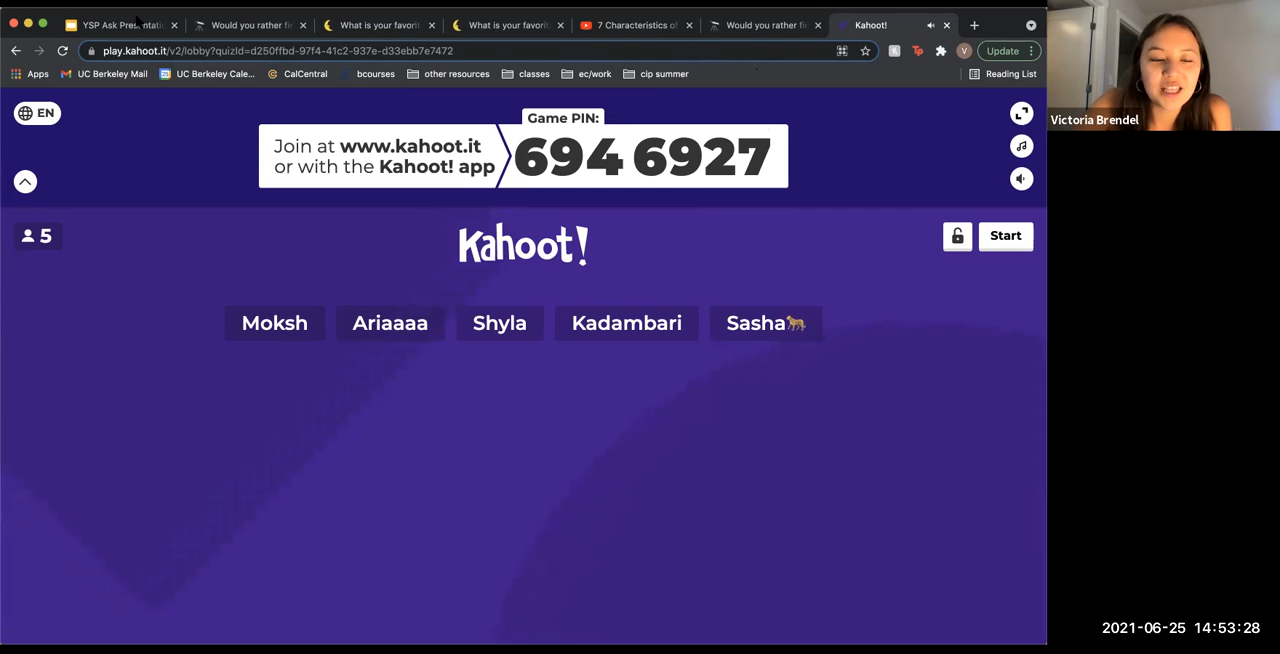 YSP Ask Presentatio
Would you rather fie
What is your favorit
What is your favorit
7 Characteristics of
Would you rather fie
Kahoot!
play.kahoot.it/v2/lobby?quizId=d250ffbd-97f4-41c2-937e-d33ebb7e7472
Tp
V
Update
Apps
UC Berkeley Mail
UC Berkeley Cale...
CalCentral
bcourses
other resources
classes
ec/work
cip summer
Reading List
Victoria Brendel
EN
Game PIN:
Join at www.kahoot.it
or with the Kahoot! app
694 6927
5
Kahoot!
Start
Moksh
Ariaaaa
Shyla
Kadambari
Sasha🐆
2021-06-25 14:53:28